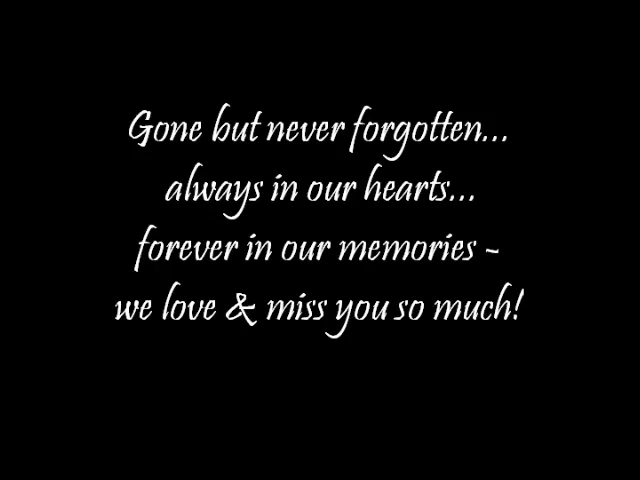 Gone but never forgotten...
always in our hearts...
forever in our memories -
we love & miss you so much!